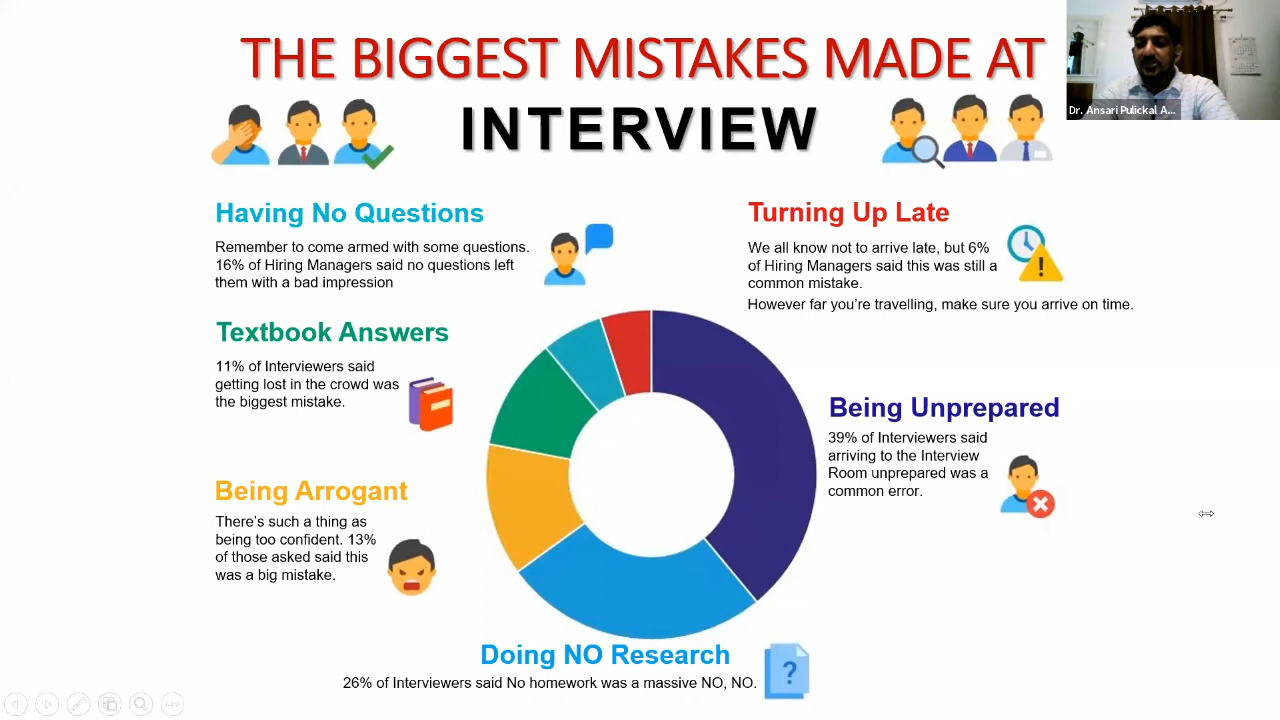 THE BIGGEST MISTAKES MADE AT
INTERVIEW
Dr. Ansari Pulickal A...
Having No Questions
Remember to come armed with some questions.
16% of Hiring Managers said no questions left
them with a bad impression
Turning Up Late
We all know not to arrive late, but 6%
of Hiring Managers said this was still a
common mistake.
However far you're travelling, make sure you arrive on time.
Textbook Answers
11% of Interviewers said
getting lost in the crowd was
the biggest mistake.
Being Unprepared
39% of Interviewers said
arriving to the Interview
Room unprepared was a
common error.
Being Arrogant
There's such a thing as
being too confident. 13%
of those asked said this
was a big mistake.
Doing NO Research
26% of Interviewers said No homework was a massive NO, NO.